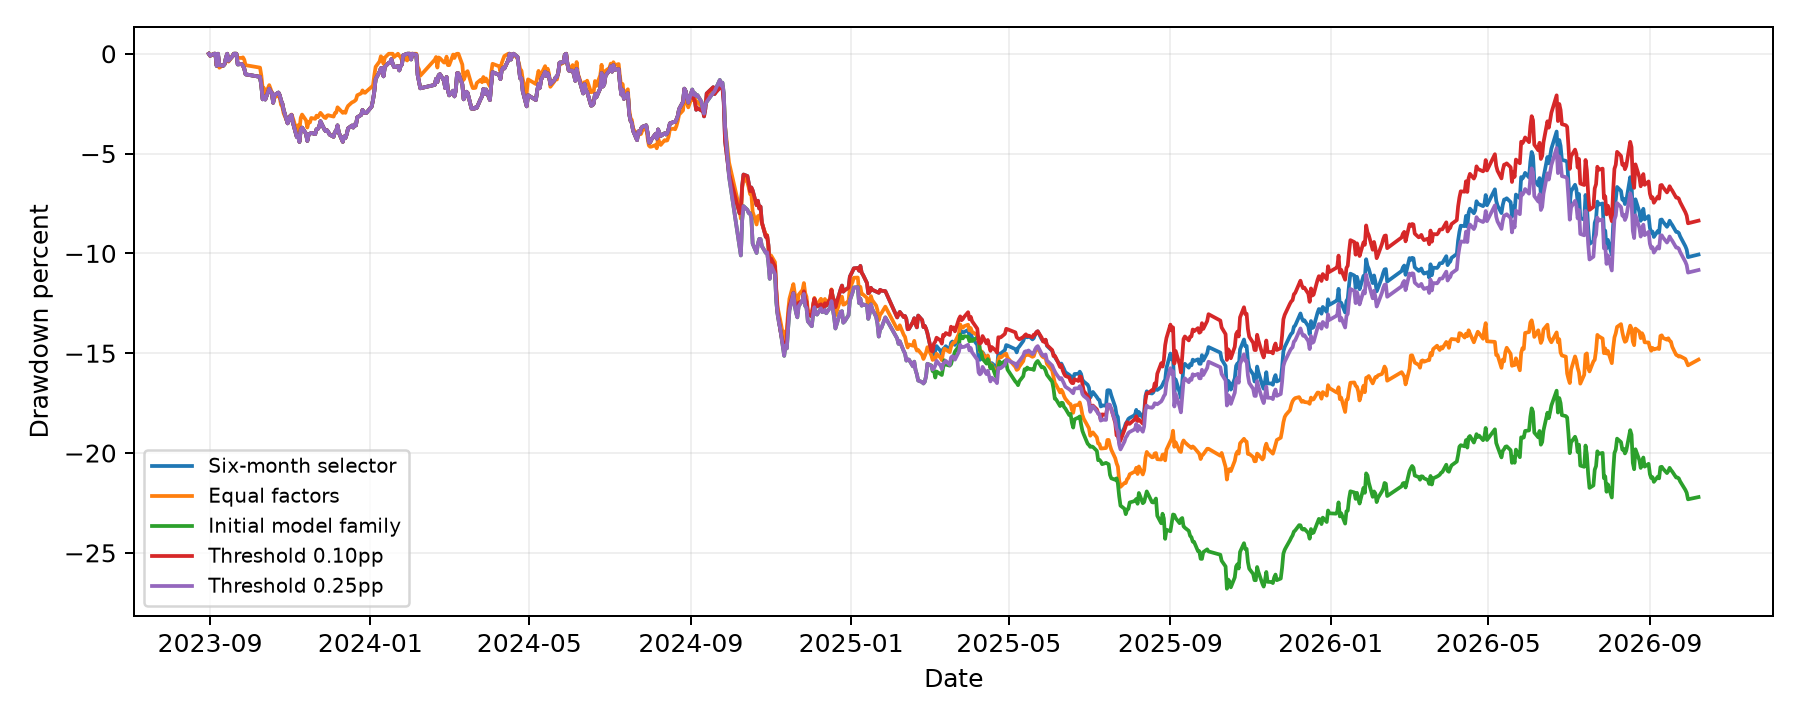 0
−5
−10
−15
−20
−25
Drawdown percent
Six-month selector
Equal factors
Initial model family
Threshold 0.10pp
Threshold 0.25pp
2023-09
2024-01
2024-05
2024-09
2025-01
2025-05
2025-09
2026-01
2026-05
2026-09
Date